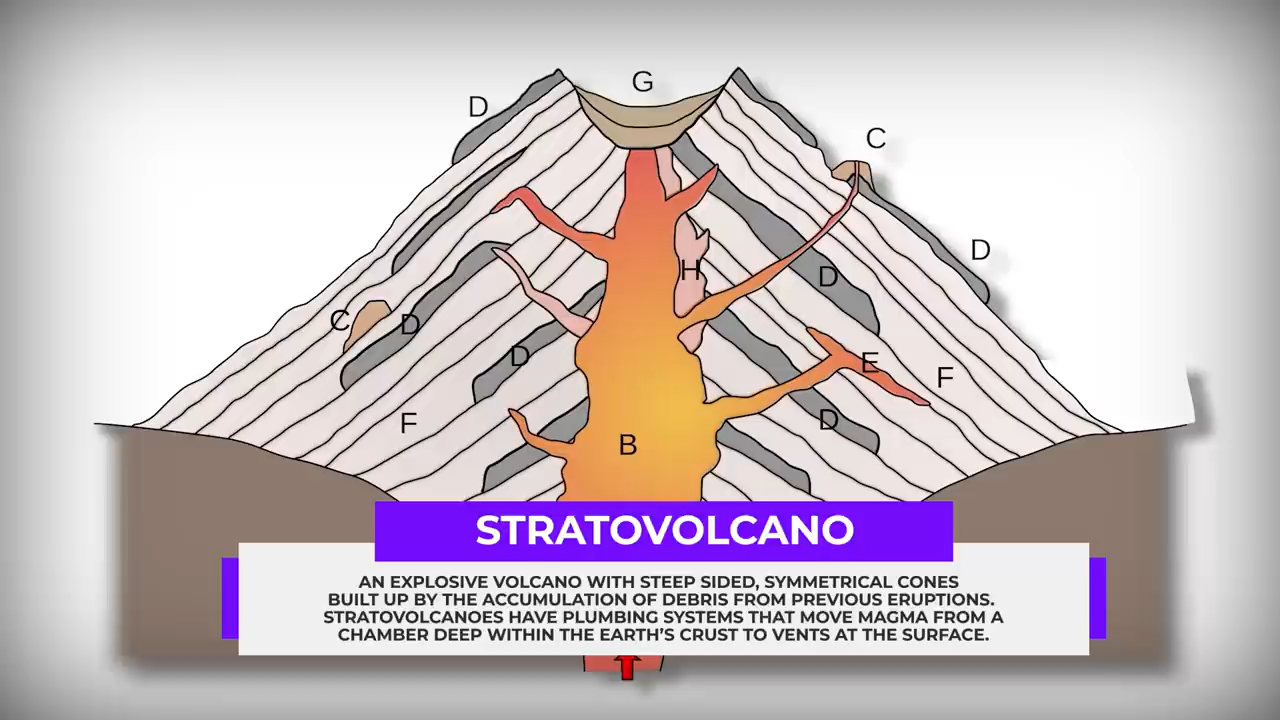 G
D
C
D
H
D
C
D
D
E
F
F
D
B
STRATOVOLCANO
AN EXPLOSIVE VOLCANO WITH STEEP SIDED, SYMMETRICAL CONES
BUILT UP BY THE ACCUMULATION OF DEBRIS FROM PREVIOUS ERUPTIONS.
STRATOVOLCANOES HAVE PLUMBING SYSTEMS THAT MOVE MAGMA FROM A
CHAMBER DEEP WITHIN THE EARTH'S CRUST TO VENTS AT THE SURFACE.